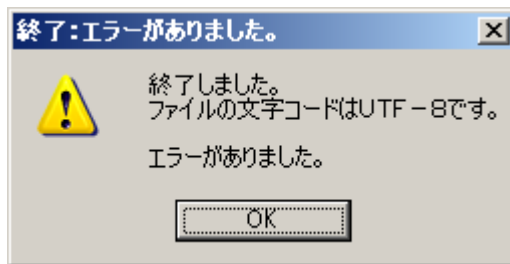 終了:エラーがありました。
終了しました。
ファイルの文字コードはUTF－8です。
エラーがありました。
OK